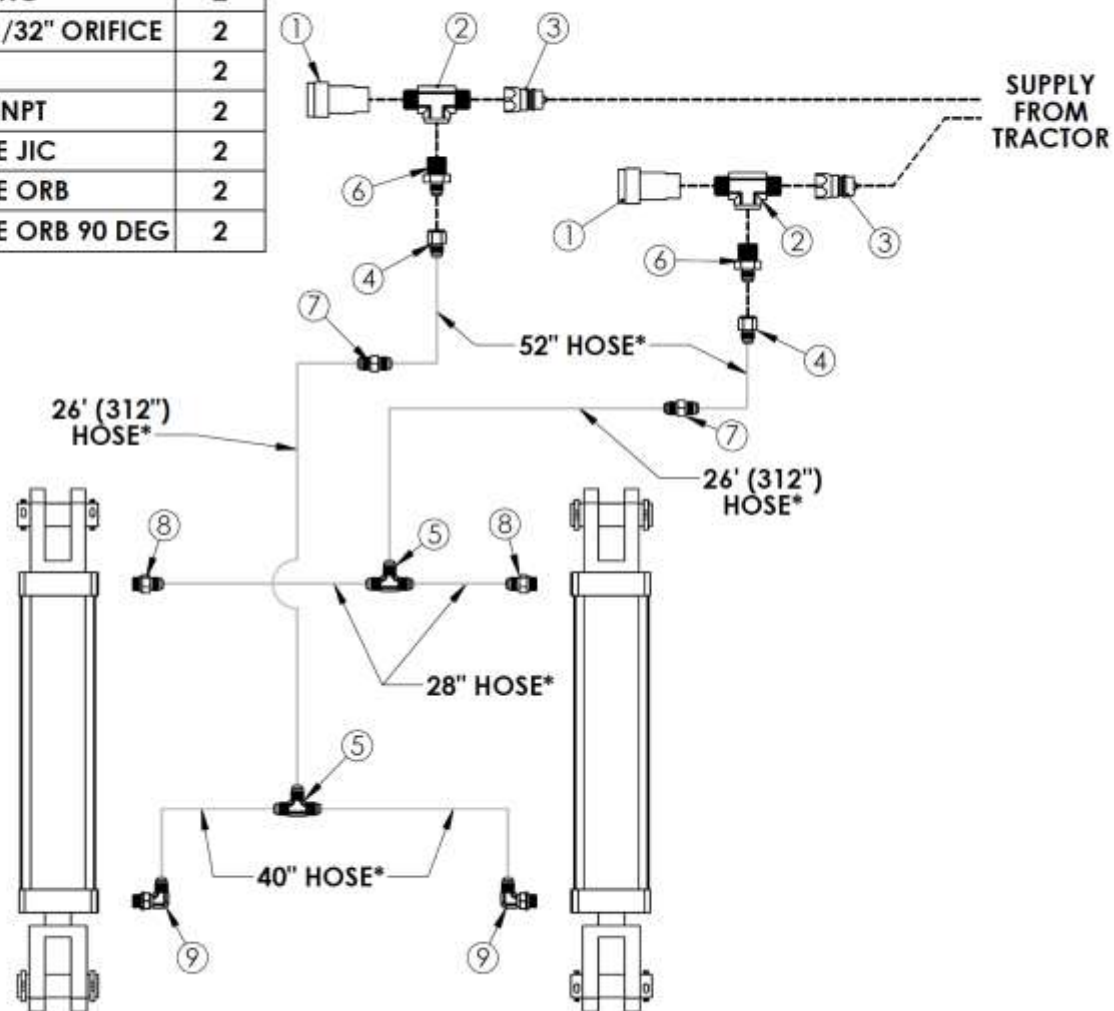 /32" ORIFICE 2
2
NPT 2
E JIC 2
E ORB 2
E ORB 90 DEG 2
1
2
3
SUPPLY
FROM
TRACTOR
6
1
2
3
4
6
7
52" HOSE*
4
26' (312")
HOSE*
7
26' (312")
HOSE*
8
5
8
28" HOSE*
5
40" HOSE*
9
9